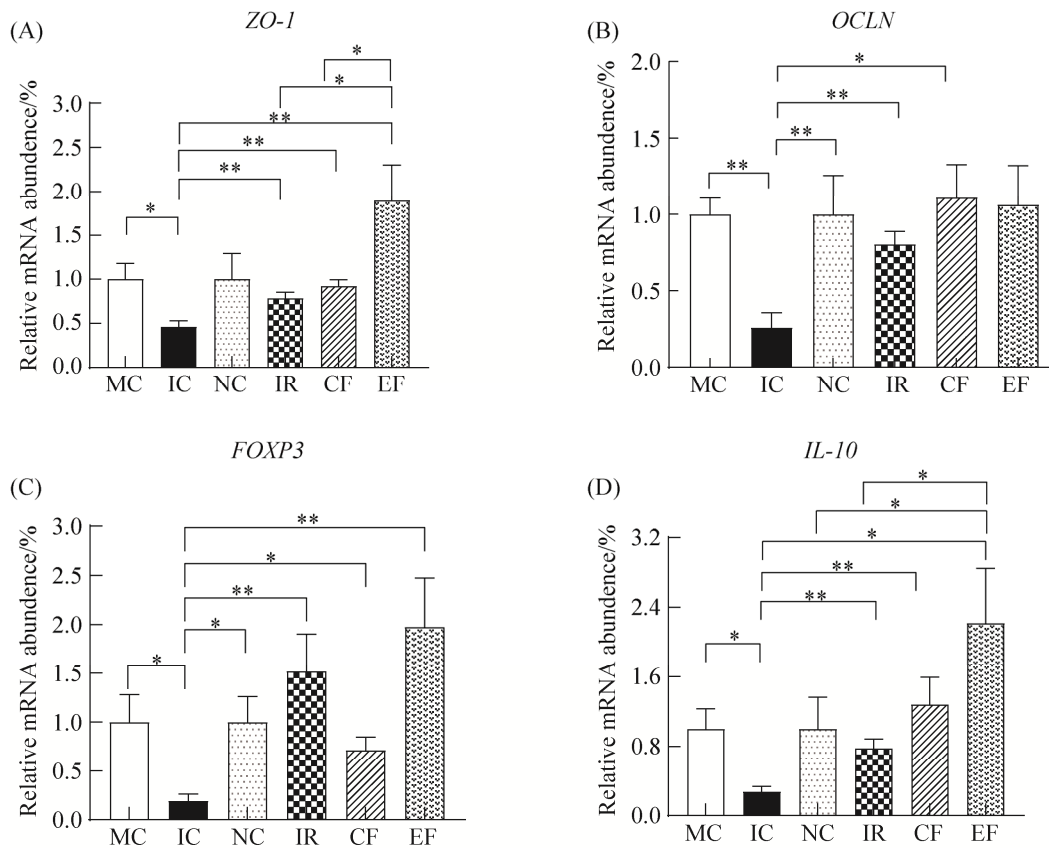 (A)
ZO-1
Relative mRNA abundence/%
3.0
2.5
2.0
1.5
1.0
0.5
0.0
*
**
**
**
*
*
MC IC NC IR CF EF
(B)
OCLN
Relative mRNA abundance/%
2.0
1.5
1.0
0.5
0.0
**
**
**
*
MC IC NC IR CF EF
(C)
FOXP3
Relative mRNA abundance/%
3.0
2.5
2.0
1.5
1.0
0.5
0.0
*
*
**
*
**
MC IC NC IR CF EF
(D)
IL-10
Relative mRNA abundance/%
3.2
2.4
1.6
0.8
0.0
*
**
**
*
*
*
MC IC NC IR CF EF